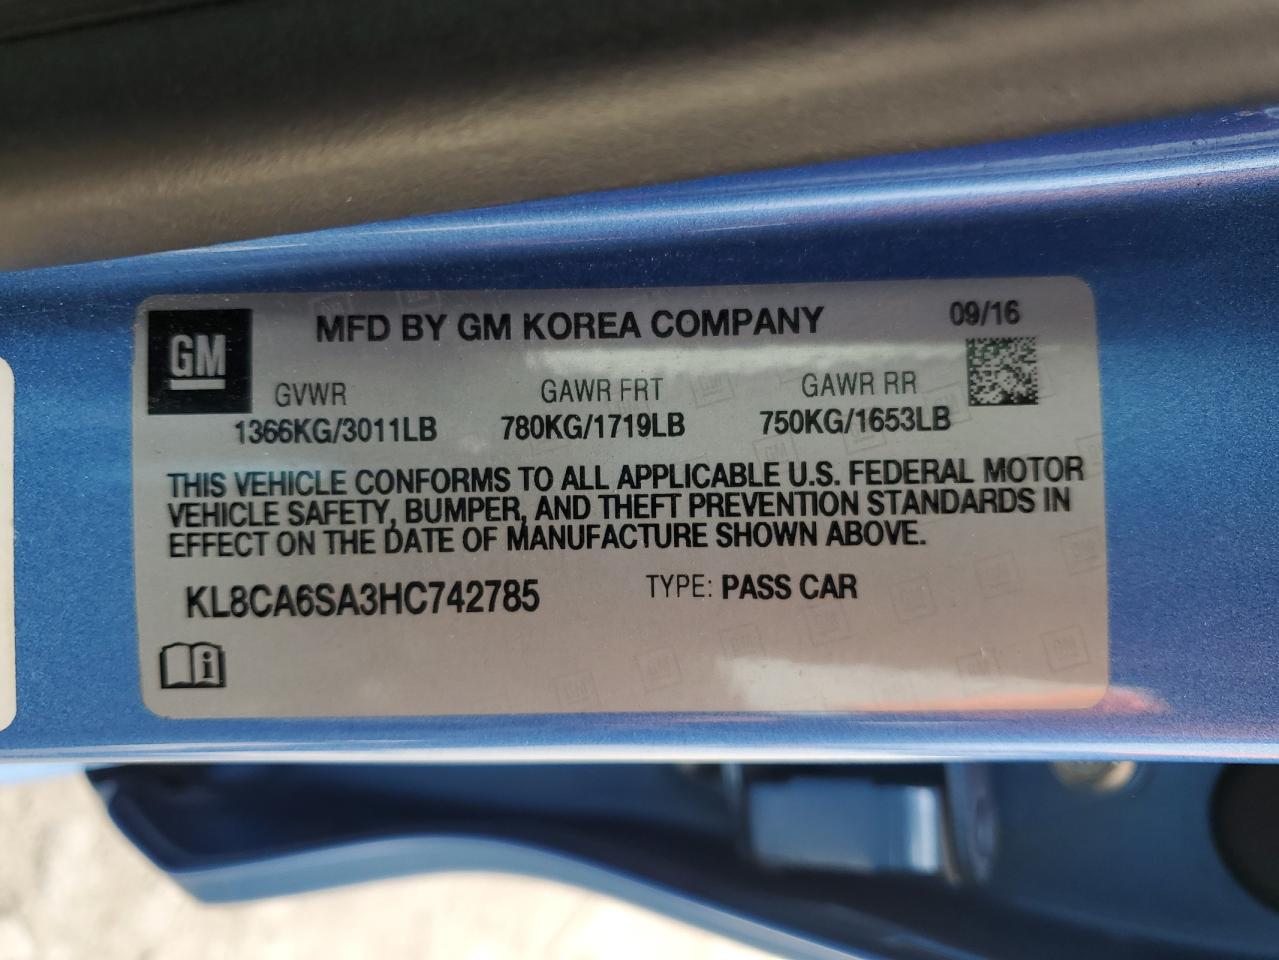 GM
MFD BY GM KOREA COMPANY
09/16
GVWR GAWR FRT GAWR RR
1366KG/3011LB 780KG/1719LB 750KG/1653LB
THIS VEHICLE CONFORMS TO ALL APPLICABLE U.S. FEDERAL MOTOR
VEHICLE SAFETY, BUMPER, AND THEFT PREVENTION STANDARDS IN
EFFECT ON THE DATE OF MANUFACTURE SHOWN ABOVE.
KL8CA6SA3HC742785 TYPE: PASS CAR